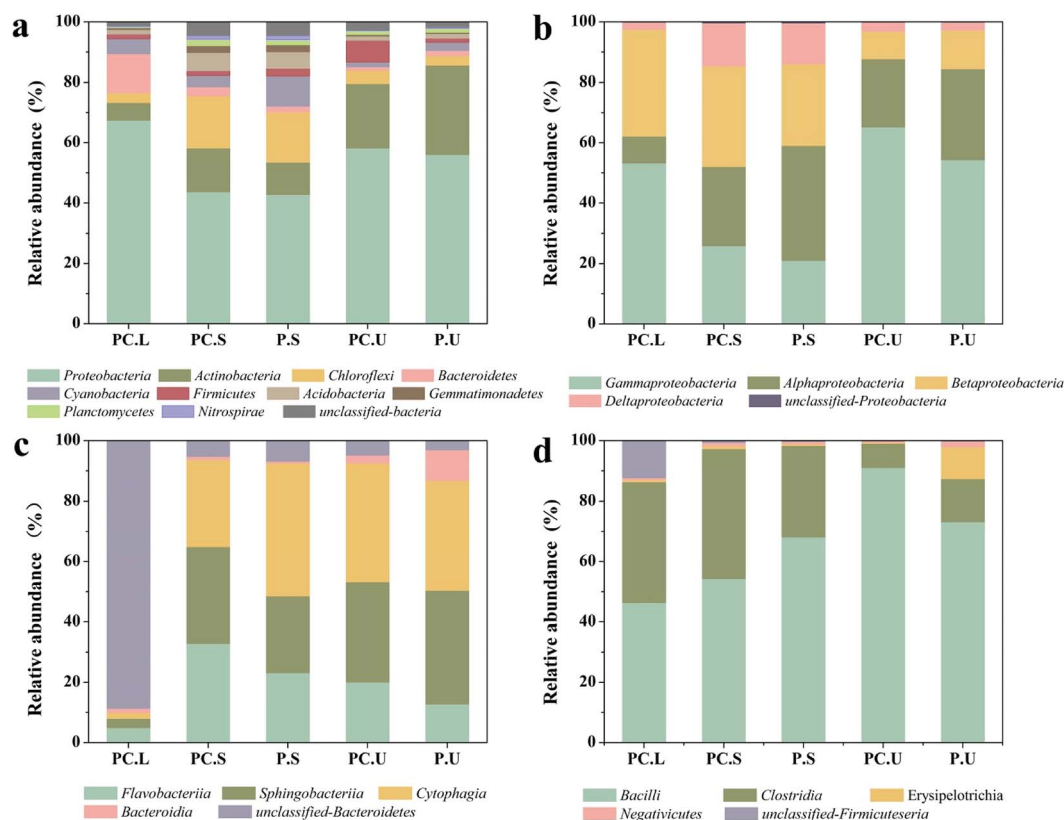 a
Relative abundance (%)
100
80
60
40
20
0
PC.L PC.S P.S PC.U P.U
Proteobacteria Actinobacteria Chloroflexi Bacteroidetes
Cyanobacteria Firmicutes Acidobacteria Gemmatimonadetes
Planctomycetes Nitrospirae unclassified-bacteria
b
Relative abundance (%)
100
80
60
40
20
0
PC.L PC.S P.S PC.U P.U
Gammaproteobacteria Alphaproteobacteria Betaproteobacteria
Deltaproteobacteria unclassified-Proteobacteria
c
Relative abundance (%)
100
80
60
40
20
0
PC.L PC.S P.S PC.U P.U
Flavobacteriia Sphingobacteriia Cytophagia
Bacteroidia unclassified-Bacteroidetes
d
Relative abundance (%)
100
80
60
40
20
0
PC.L PC.S P.S PC.U P.U
Bacilli Clostridia Erysipelotrichia
Negativicutes unclassified-Firmicuteseria